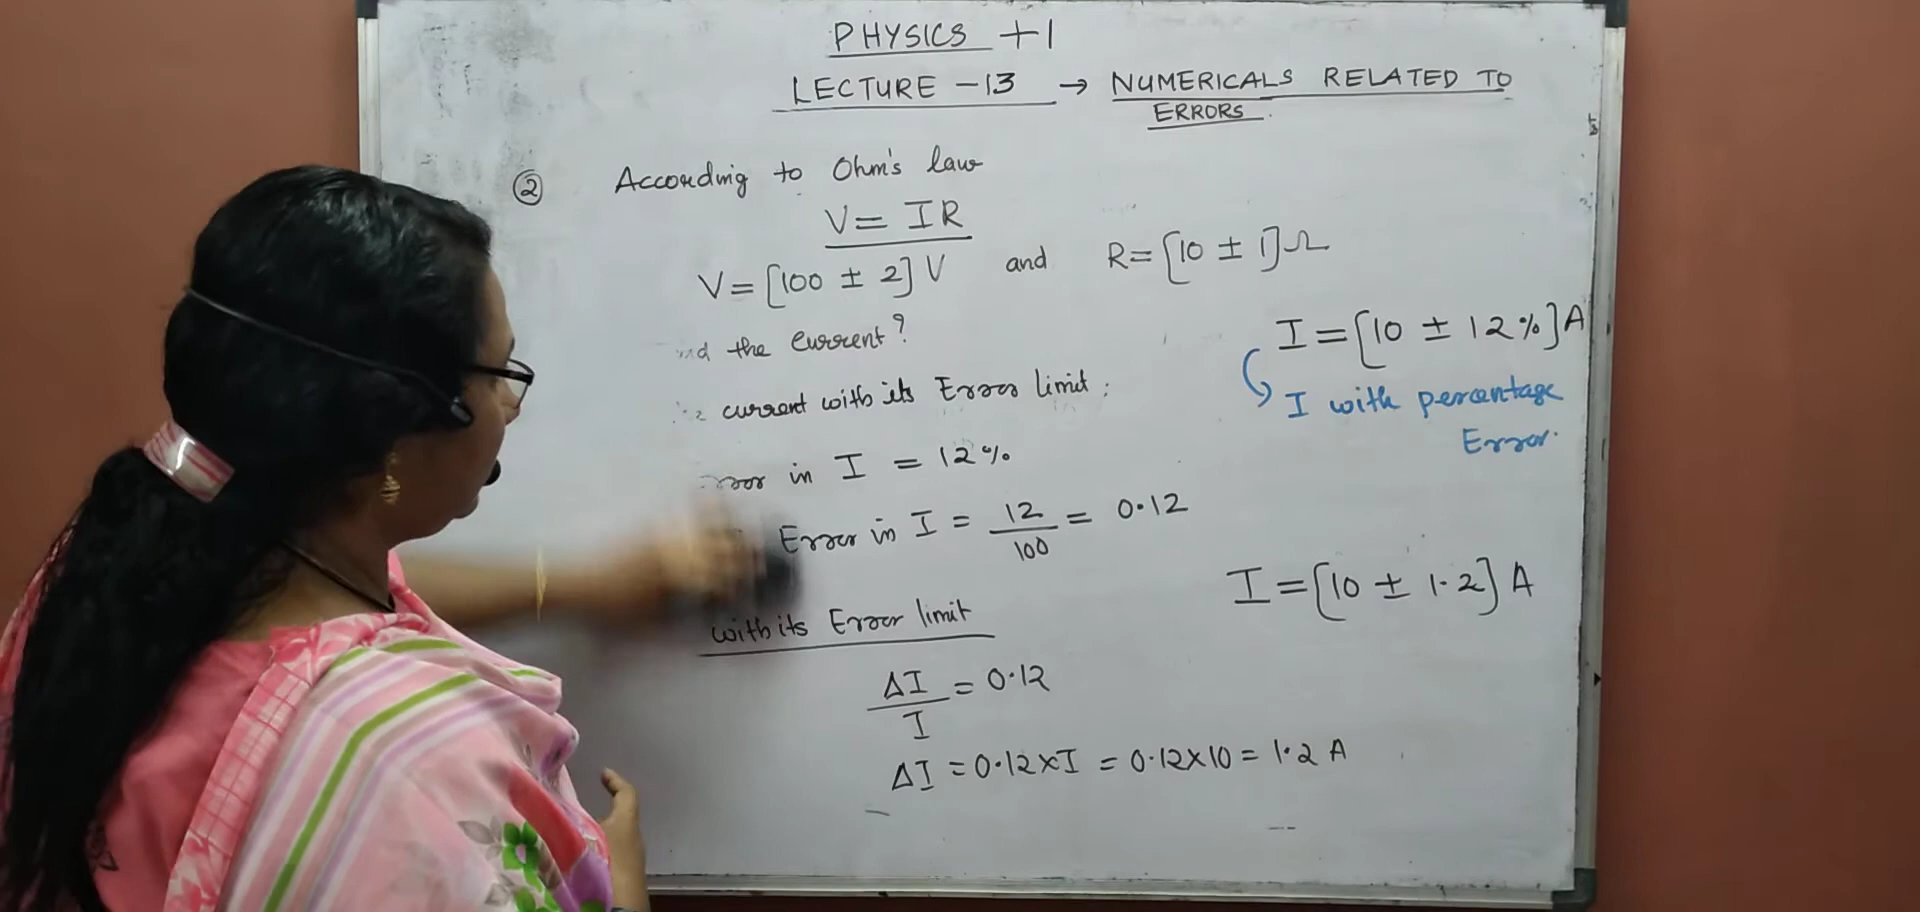 PHYSICS +1
LECTURE -13 → NUMERICALS RELATED TO
ERRORS.
② According to Ohm's law
V = IR
V = [100 ± 2] V and R = [10 ± 1] Ω
the current?
I = [10 ± 12%] A
current with its Error limit:
I with percentage
Error.
in I = 12%
Error in I = 12/100 = 0.12
I = [10 ± 1.2] A
with its Error limit
ΔI/I = 0.12
ΔI = 0.12 × I = 0.12 × 10 = 1.2 A